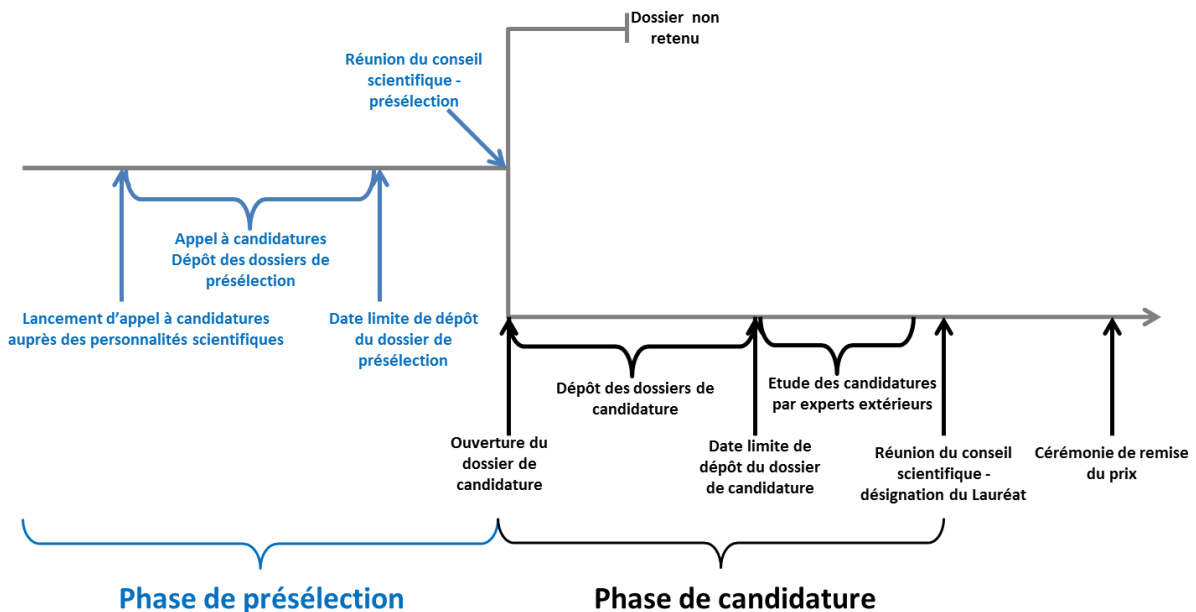 Dossier non
retenu
Réunion du conseil
scientifique -
présélection
Appel à candidatures
Dépôt des dossiers de
présélection
Lancement d’appel à candidatures
auprès des personnalités scientifiques
Date limite de dépôt
du dossier de
présélection
Dépôt des dossiers de
candidature
Etude des candidatures
par experts extérieurs
Ouverture du
dossier de
candidature
Date limite de
dépôt du dossier
de candidature
Réunion du conseil
scientifique -
désignation du Lauréat
Cérémonie de remise
du prix
Phase de présélection
Phase de candidature